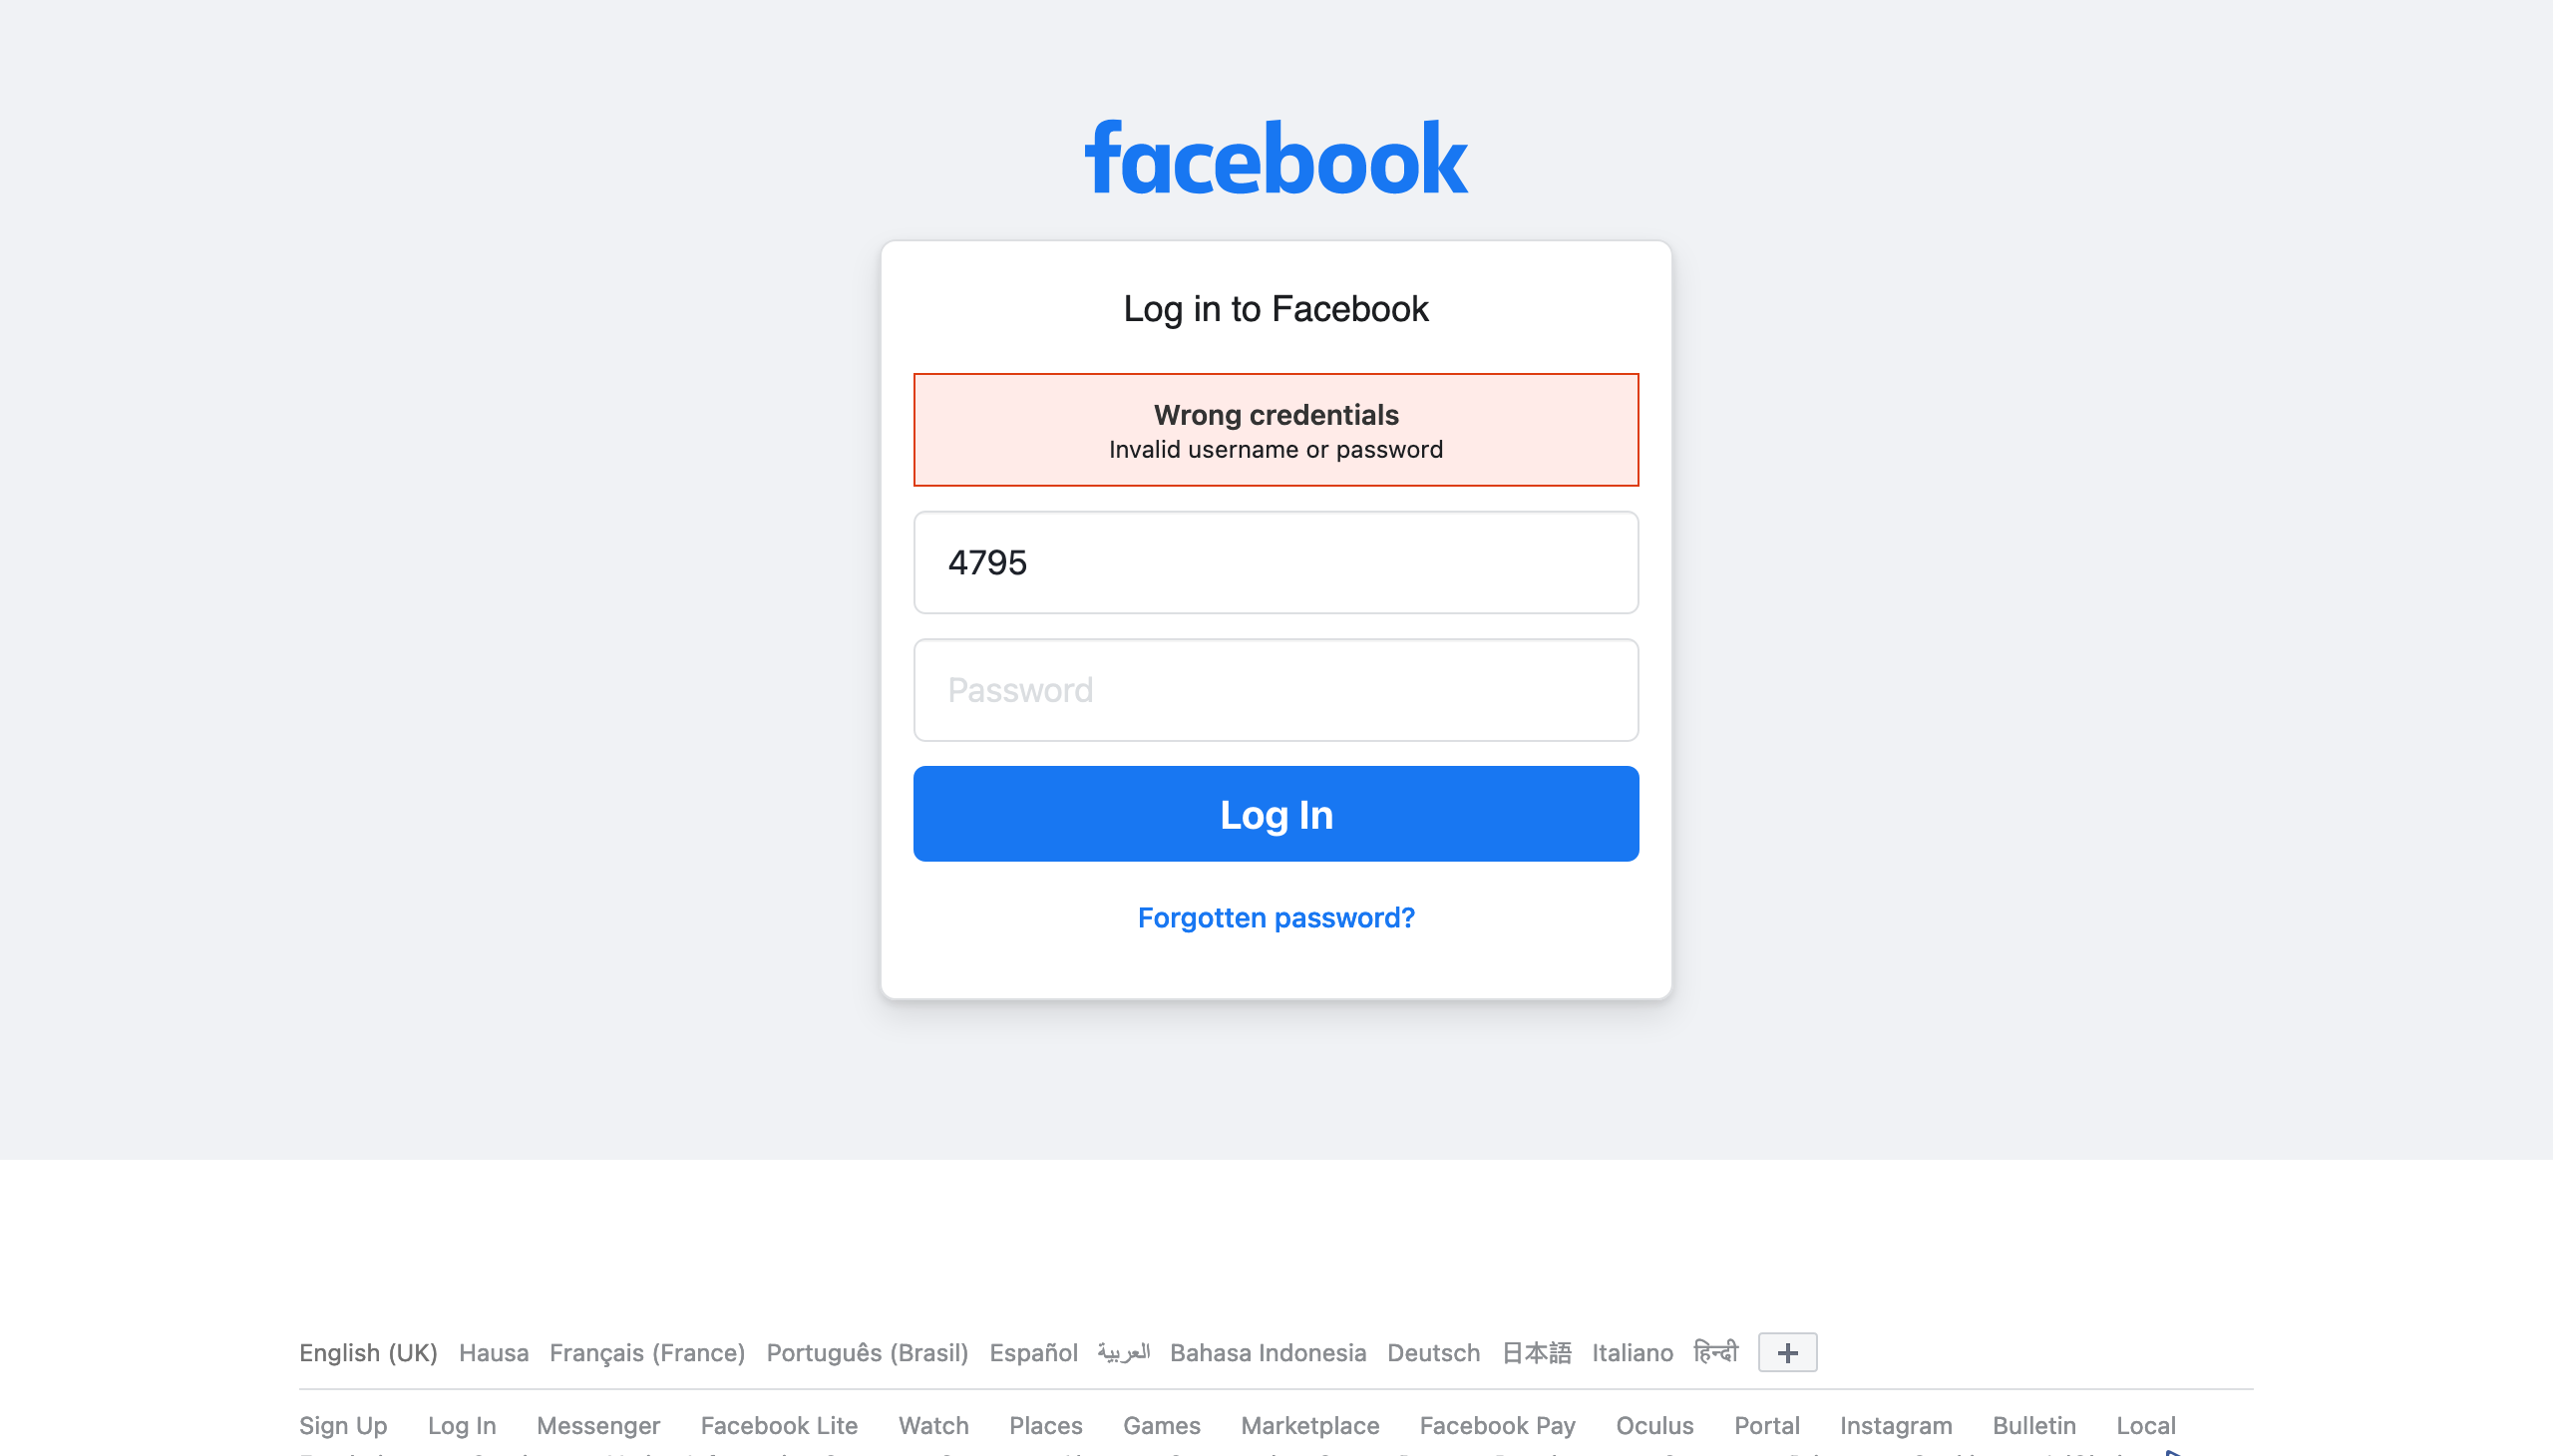 facebook
Log in to Facebook
Wrong credentials
Invalid username or password
4795
Password
Log In
Forgotten password?
English (UK) Hausa Français (France) Português (Brasil) Español العربية Bahasa Indonesia Deutsch 日本語 Italiano हिन्दी
Sign Up Log In Messenger Facebook Lite Watch Places Games Marketplace Facebook Pay Oculus Portal Instagram Bulletin Local